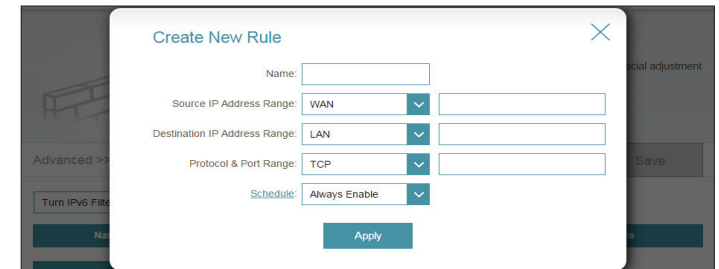 Create New Rule
Name:
ecial adjustment
Source IP Address Range: WAN
Destination IP Address Range: LAN
Advanced >>
Protocol & Port Range: TCP
Save
Schedule: Always Enable
Turn IPv6 Filte
Na
Apply